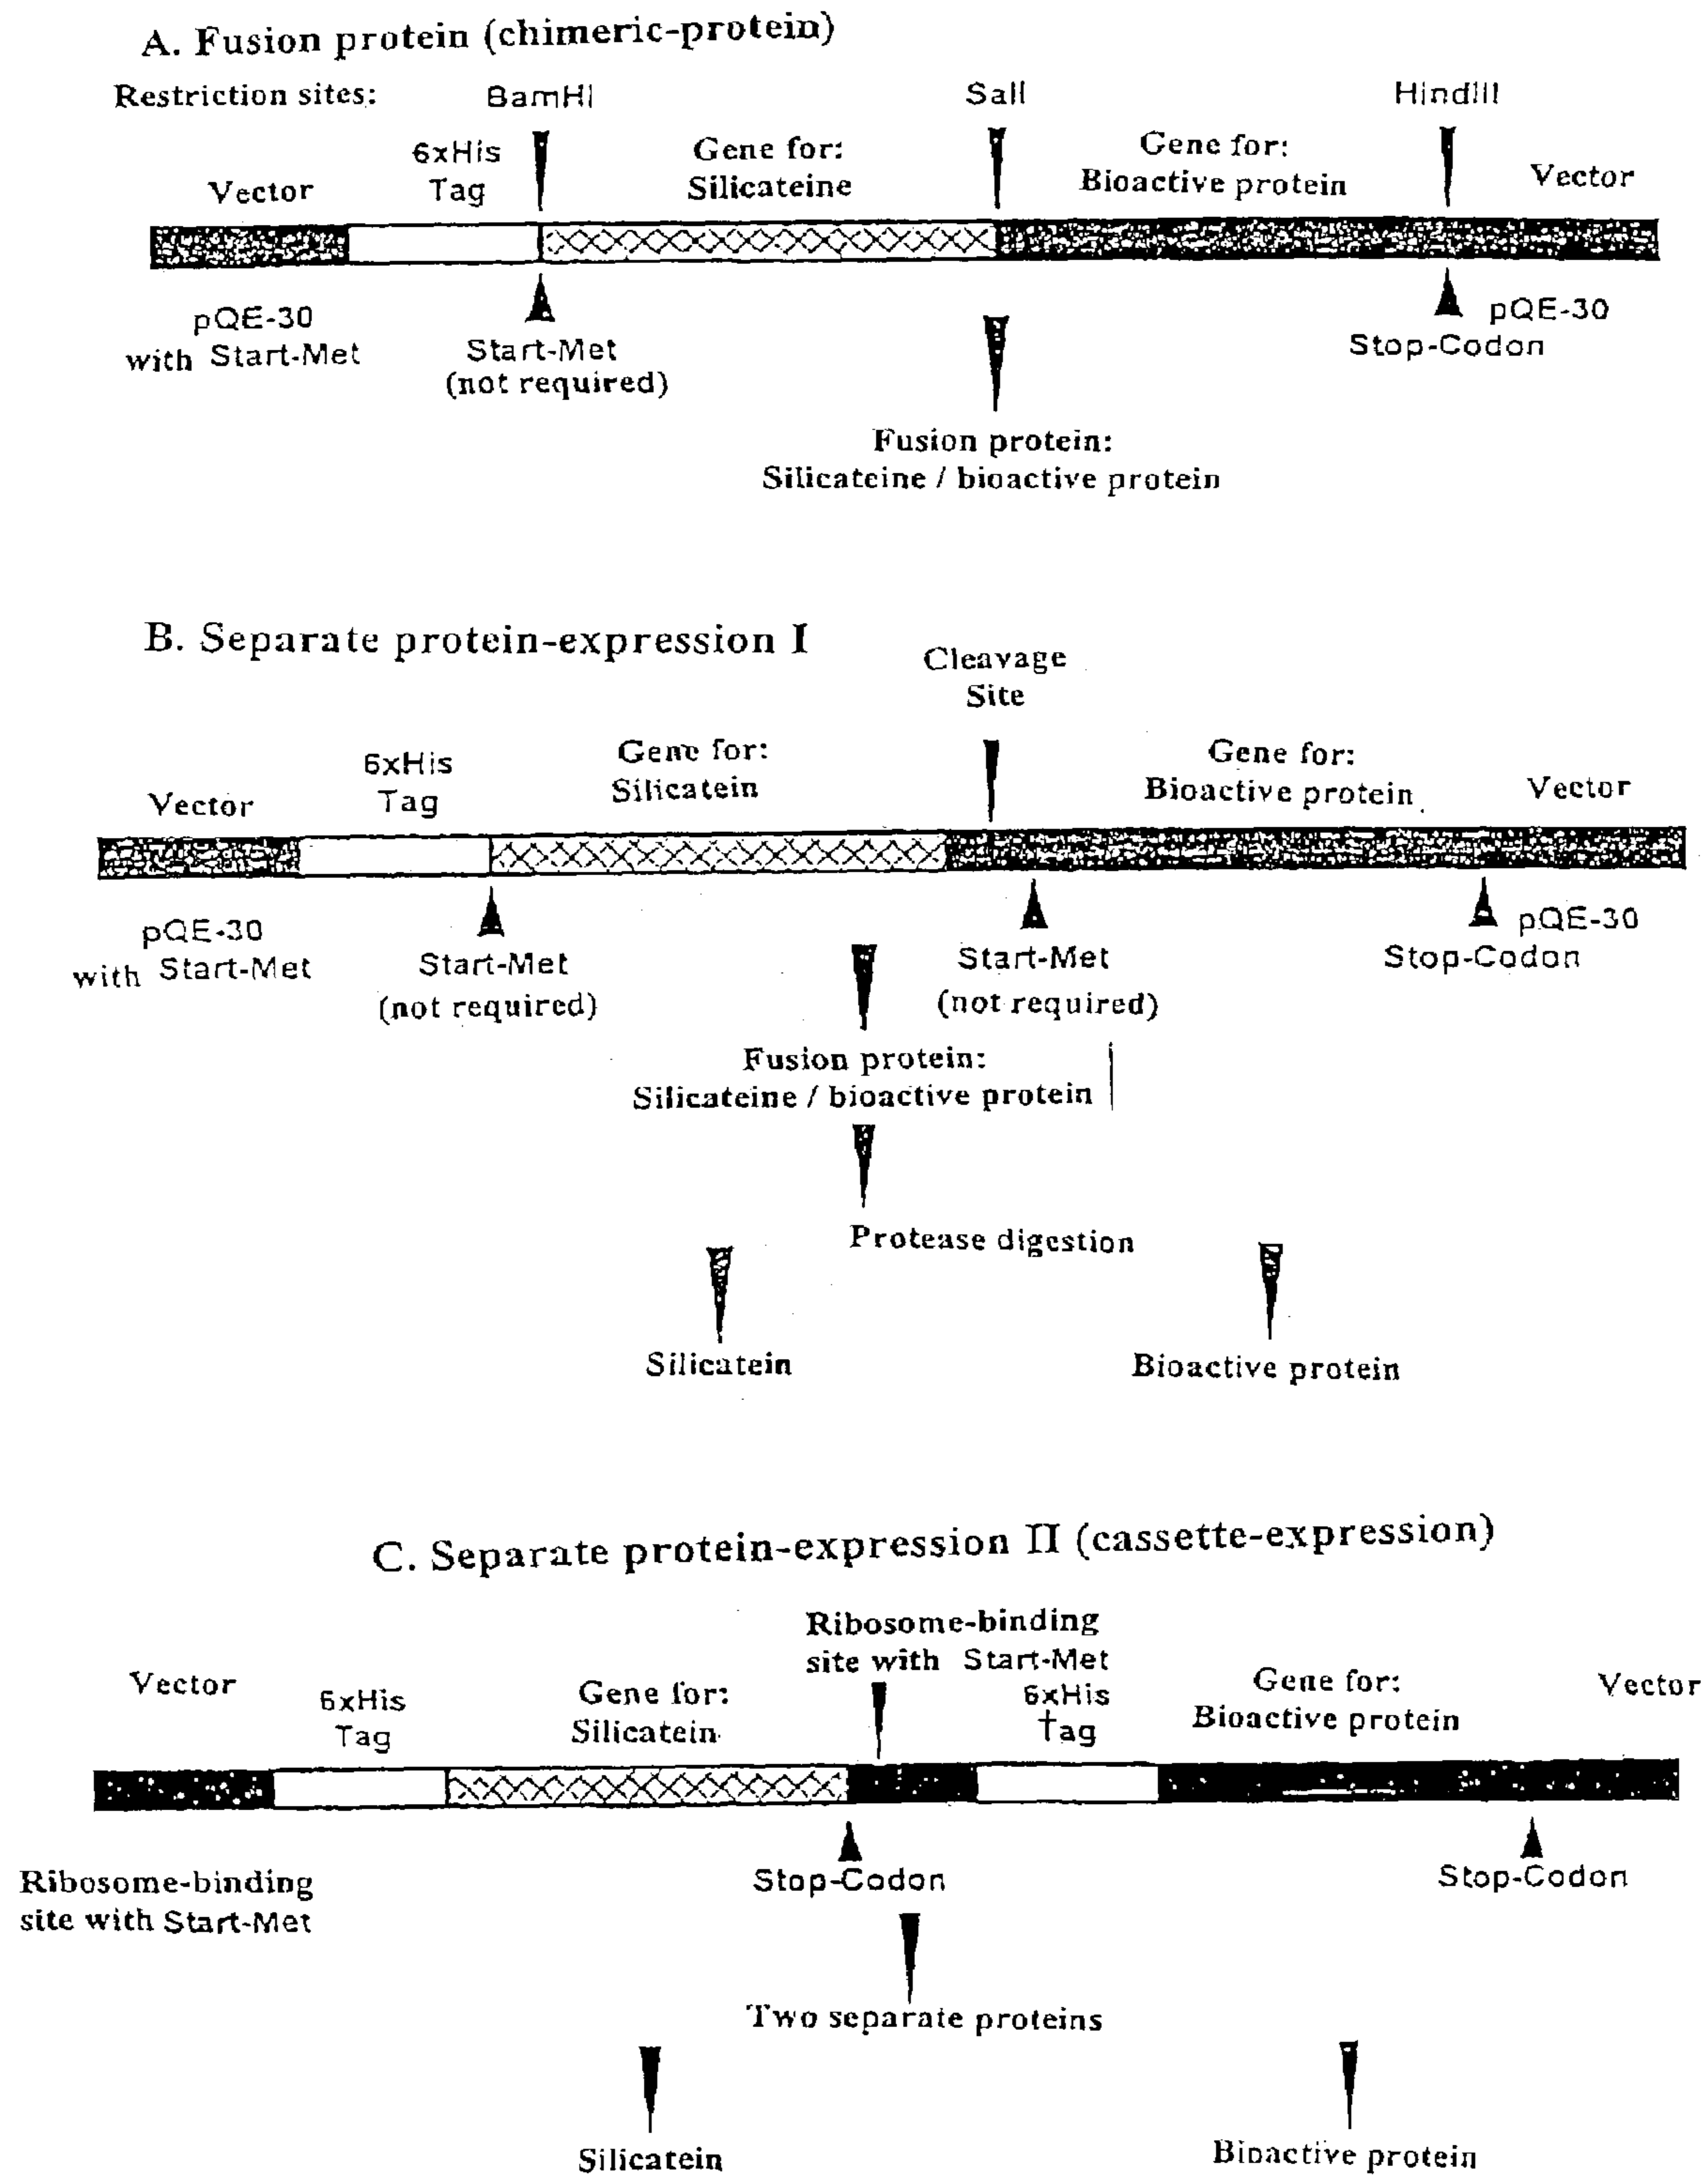 A. Fusion protein (chimeric-protein)
Restriction sites: BamHI SalI HindIII
6xHis Gene for: Gene for:
Vector Tag Silicateine Bioactive protein Vector
pQE-30 pQE-30
with Start-Met Start-Met Stop-Codon
(not required)
Fusion protein:
Silicateine / bioactive protein
B. Separate protein-expression I
Cleavage
Site
6xHis Gene for: Gene for:
Vector Tag Silicatein Bioactive protein Vector
pQE-30 pQE-30
with Start-Met Start-Met Start-Met Stop-Codon
(not required) (not required)
Fusion protein:
Silicateine / bioactive protein
Protease digestion
Silicatein Bioactive protein
C. Separate protein-expression II (cassette-expression)
Ribosome-binding
site with Start-Met
Vector 6xHis Gene for: 6xHis Gene for: Vector
Tag Silicatein Tag Bioactive protein
Ribosome-binding Stop-Codon Stop-Codon
site with Start-Met
Two separate proteins
Silicatein Bioactive protein